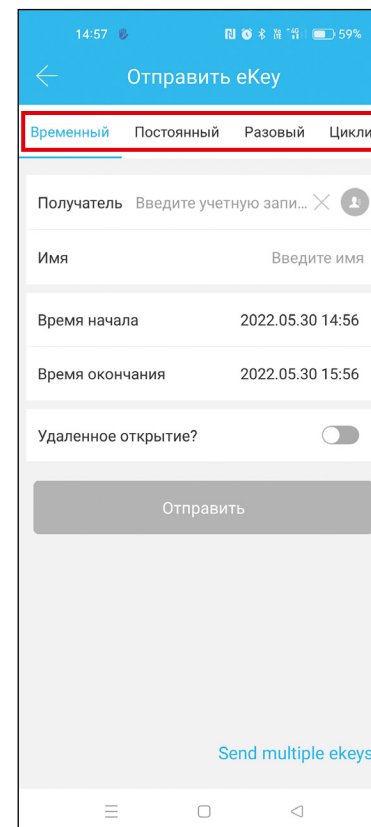 14:57 59%
Отправить eKey
Временный Постоянный Разовый Цикли
Получатель Введите учетную запи...
Имя Введите имя
Время начала 2022.05.30 14:56
Время окончания 2022.05.30 15:56
Удаленное открытие?
Отправить
Send multiple ekeys